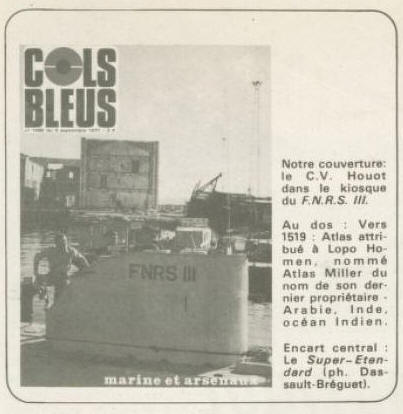 COLS
BLEUS
FNRS III
marine et arsenaux
Notre couverture:
le C.V. Houot
dans le kiosque
du F.N.R.S. III.
Au dos : Vers
1519 : Atlas attri-
bué à Lopo Ho-
men, nommé
Atlas Miller du
nom de son der-
nier propriétaire -
Arabie, Inde,
océan Indien.
Encart central :
Le Super-Eten-
dard (ph. Das-
sault-Bréguet).